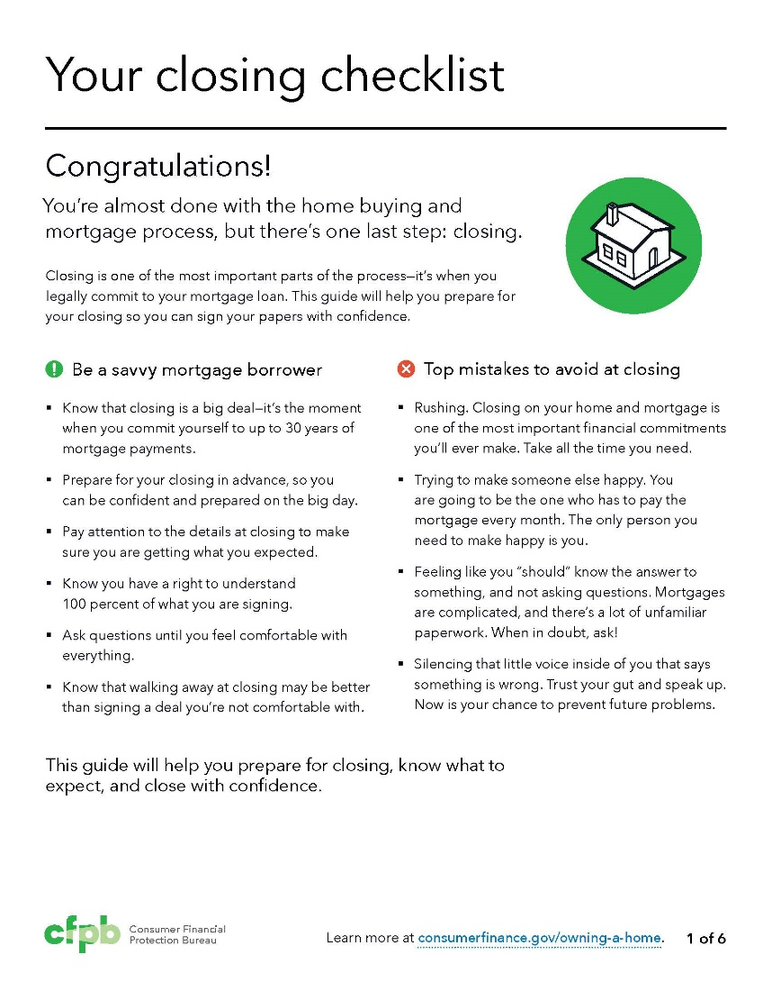 Your closing checklist
Congratulations!
You’re almost done with the home buying and
mortgage process, but there’s one last step: closing.
Closing is one of the most important parts of the process—it’s when you
legally commit to your mortgage loan. This guide will help you prepare for
your closing so you can sign your papers with confidence.
Be a savvy mortgage borrower
▪ Know that closing is a big deal—it’s the moment
when you commit yourself to up to 30 years of
mortgage payments.
▪ Prepare for your closing in advance, so you
can be confident and prepared on the big day.
▪ Pay attention to the details at closing to make
sure you are getting what you expected.
▪ Know you have a right to understand
100 percent of what you are signing.
▪ Ask questions until you feel comfortable with
everything.
▪ Know that walking away at closing may be better
than signing a deal you’re not comfortable with.
Top mistakes to avoid at closing
▪ Rushing. Closing on your home and mortgage is
one of the most important financial commitments
you’ll ever make. Take all the time you need.
▪ Trying to make someone else happy. You
are going to be the one who has to pay the
mortgage every month. The only person you
need to make happy is you.
▪ Feeling like you “should” know the answer to
something, and not asking questions. Mortgages
are complicated, and there’s a lot of unfamiliar
paperwork. When in doubt, ask!
▪ Silencing that little voice inside of you that says
something is wrong. Trust your gut and speak up.
Now is your chance to prevent future problems.
This guide will help you prepare for closing, know what to
expect, and close with confidence.
cfpb
Consumer Financial
Protection Bureau
Learn more at consumerfinance.gov/owning-a-home.
1 of 6